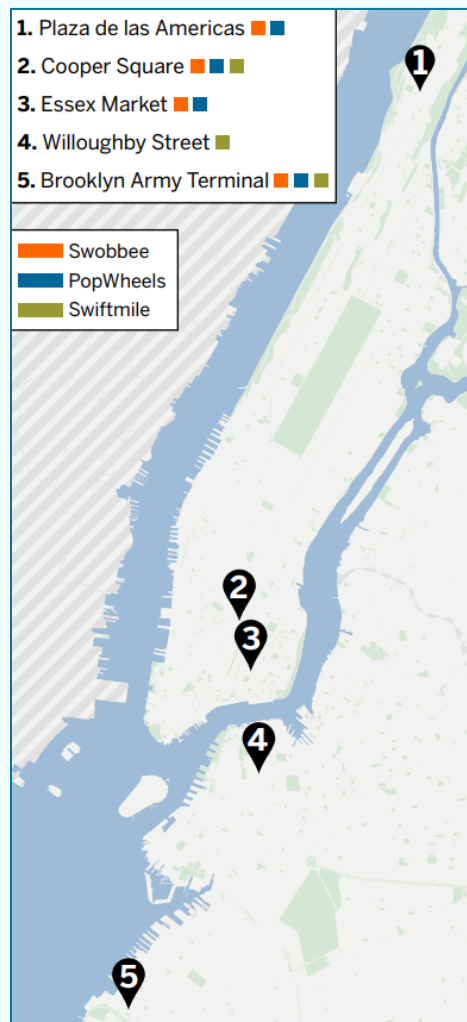 1. Plaza de las Americas
2. Cooper Square
3. Essex Market
4. Willoughby Street
5. Brooklyn Army Terminal
Swobbee
PopWheels
Swiftmile
1
2
3
4
5